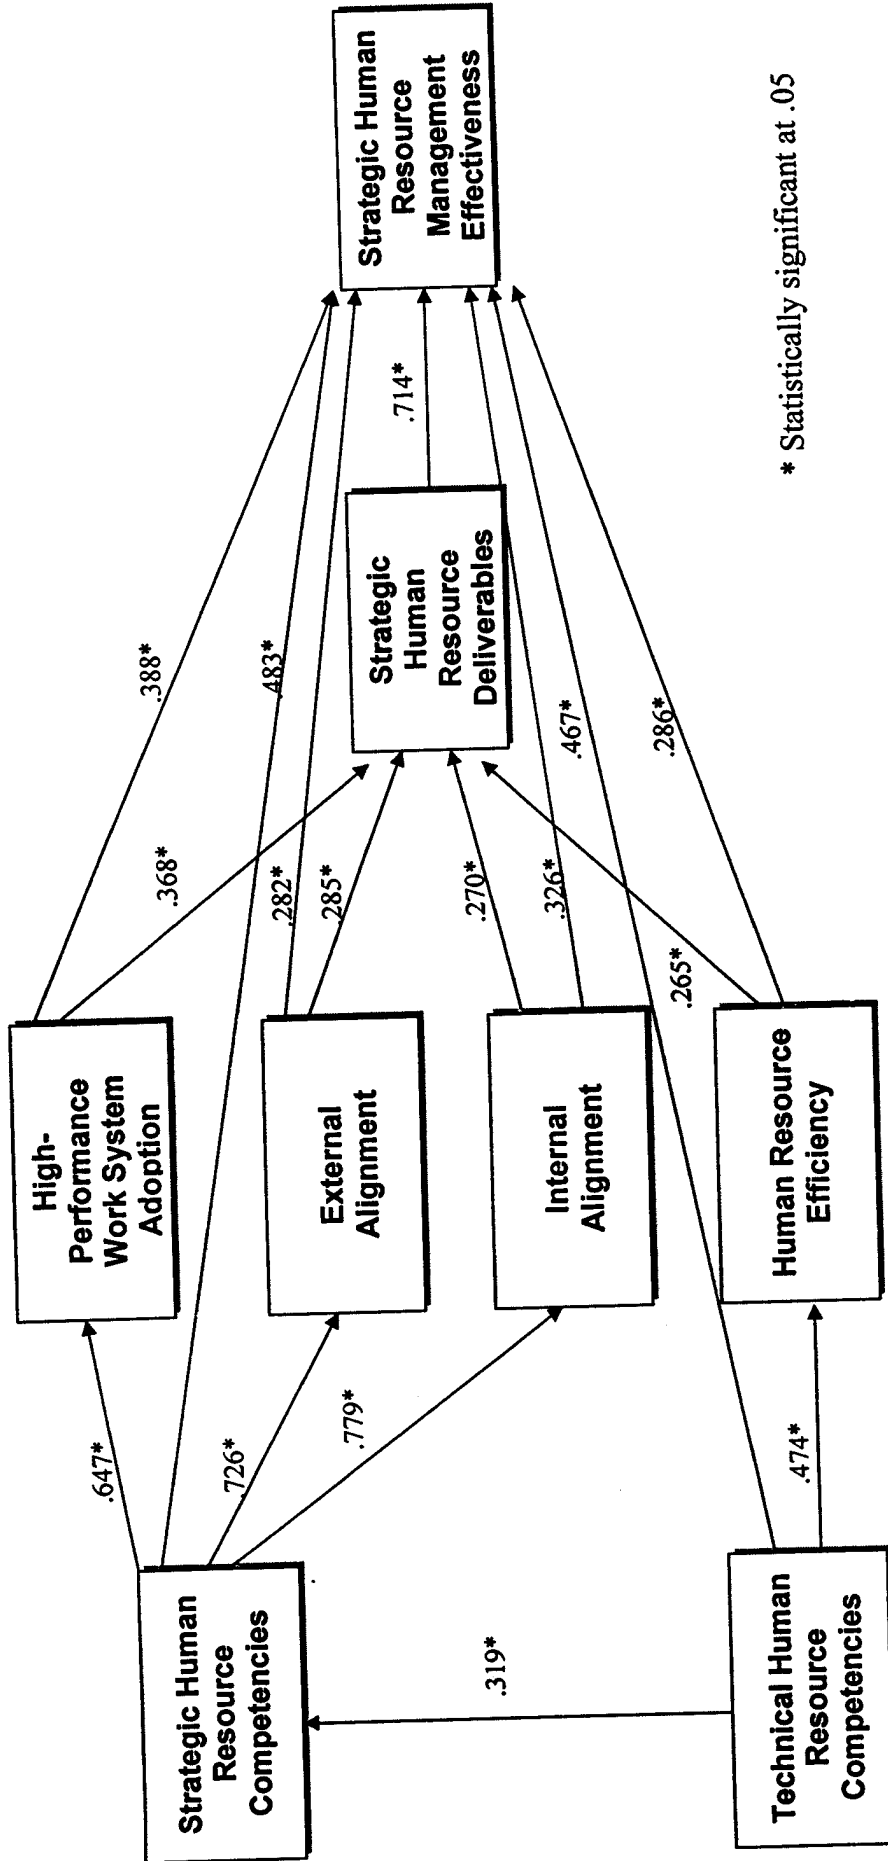 High-
Performance
Work System
Adoption
.388*
Strategic Human
Resource
Competencies
.647*
.368*
.483*
Strategic Human
Resource
Management
Effectiveness
.726*
External
Alignment
.282*
.285*
Strategic
Human
Resource
Deliverables
.714*
.779*
.319*
Internal
Alignment
.270*
.326*
.467*
.286*
Technical Human
Resource
Competencies
.474*
Human Resource
Efficiency
.265*
* Statistically significant at .05